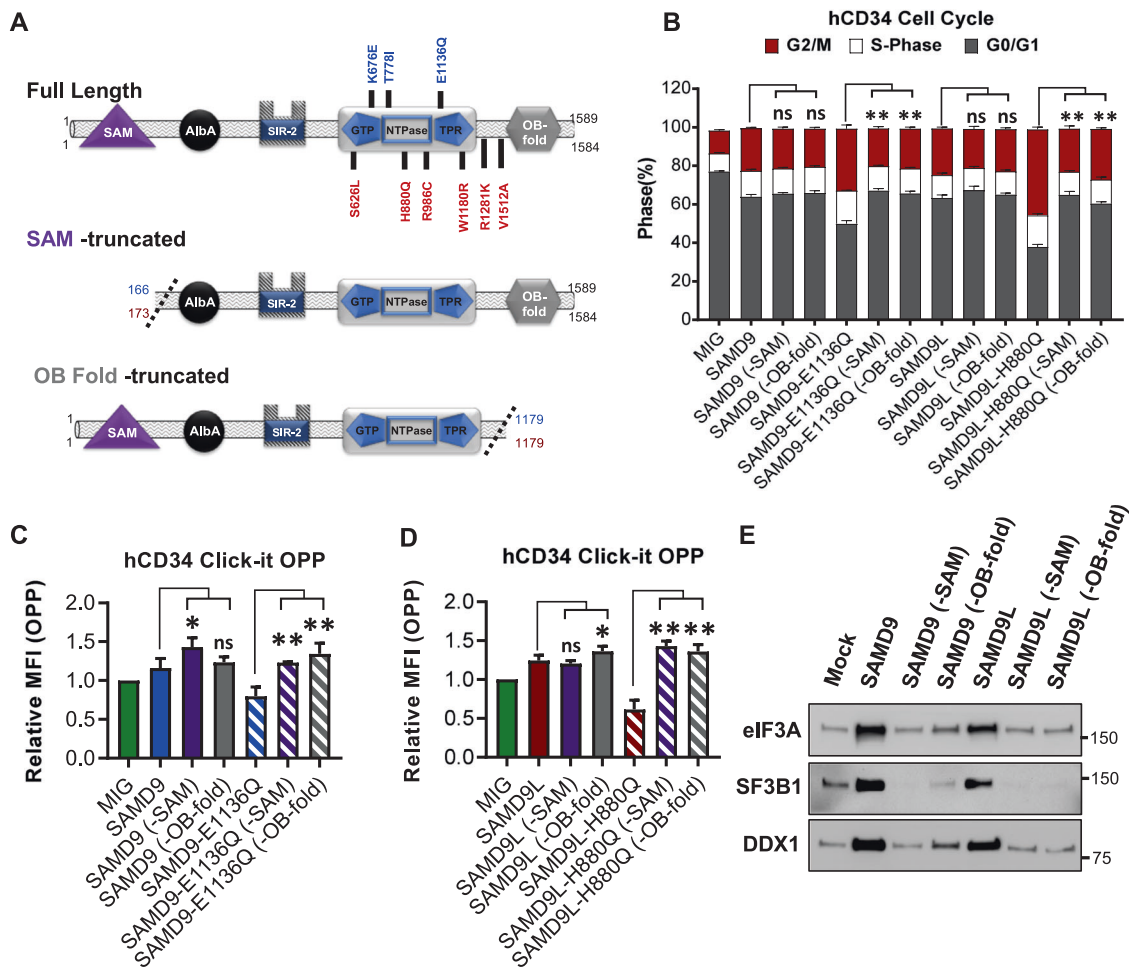 A
Full Length
K676E
T778I
E1136Q
1
1
SAM
AlbA
SIR-2
GTP
NTPase
TPR
OB-
fold
1589
1584
S626L
H880Q
R986C
W1180R
R1281K
V1512A
SAM -truncated
166
173
AlbA
SIR-2
GTP
NTPase
TPR
OB-
fold
1589
1584
OB Fold -truncated
1
1
SAM
AlbA
SIR-2
GTP
NTPase
TPR
1179
1179
B
hCD34 Cell Cycle
G2/M S-Phase G0/G1
Phase(%)
120
100
80
60
40
20
0
ns ns ** ** ns ns ** **
MIG
SAMD9
SAMD9 (-SAM)
SAMD9 (-OB-fold)
SAMD9-E1136Q
SAMD9-E1136Q (-SAM)
SAMD9-E1136Q (-OB-fold)
SAMD9L
SAMD9L (-SAM)
SAMD9L (-OB-fold)
SAMD9L-H880Q
SAMD9L-H880Q (-SAM)
SAMD9L-H880Q (-OB-fold)
C
hCD34 Click-it OPP
Relative MFI (OPP)
2.0
1.5
1.0
0.5
0.0
* ns ** **
MIG
SAMD9
SAMD9 (-SAM)
SAMD9 (-OB-fold)
SAMD9-E1136Q
SAMD9-E1136Q (-SAM)
SAMD9-E1136Q (-OB-fold)
D
hCD34 Click-it OPP
Relative MFI (OPP)
2.0
1.5
1.0
0.5
0.0
ns * ** **
MIG
SAMD9L
SAMD9L (-SAM)
SAMD9L (-OB-fold)
SAMD9L-H880Q
SAMD9L-H880Q (-SAM)
SAMD9L-H880Q (-OB-fold)
E
Mock
SAMD9
SAMD9 (-SAM)
SAMD9 (-OB-fold)
SAMD9L
SAMD9L (-SAM)
SAMD9L (-OB-fold)
eIF3A
150
SF3B1
150
DDX1
75